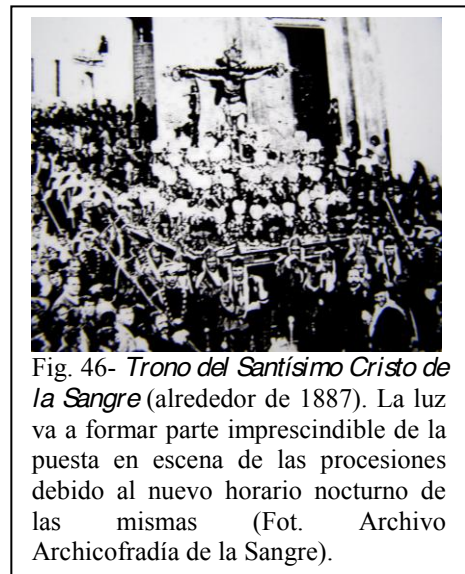 Fig. 46- Trono del Santísimo Cristo de
la Sangre (alrededor de 1887). La luz
va a formar parte imprescindible de la
puesta en escena de las procesiones
debido al nuevo horario nocturno de
las mismas (Fot. Archivo
Archicofradía de la Sangre).